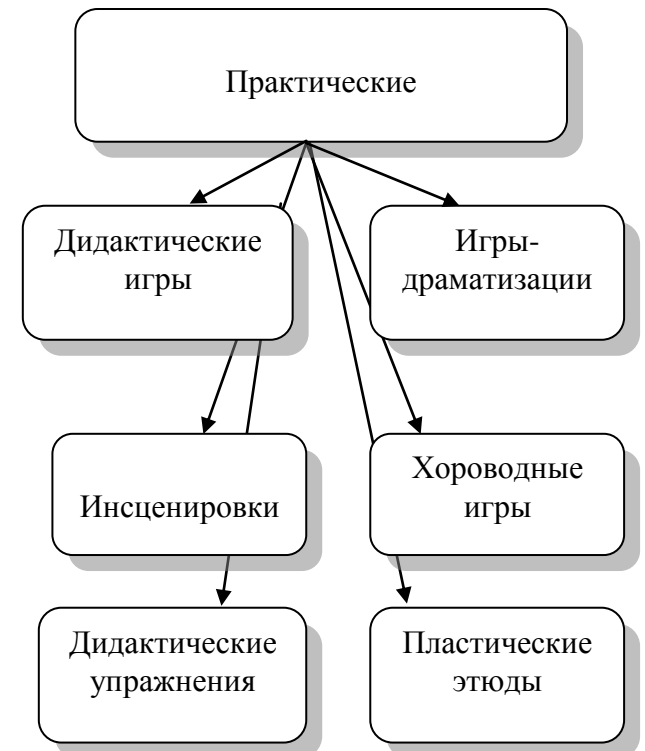 Практические
Дидактические
игры
Игры-
драматизации
Инсценировки
Хороводные
игры
Дидактические
упражнения
Пластические
этюды